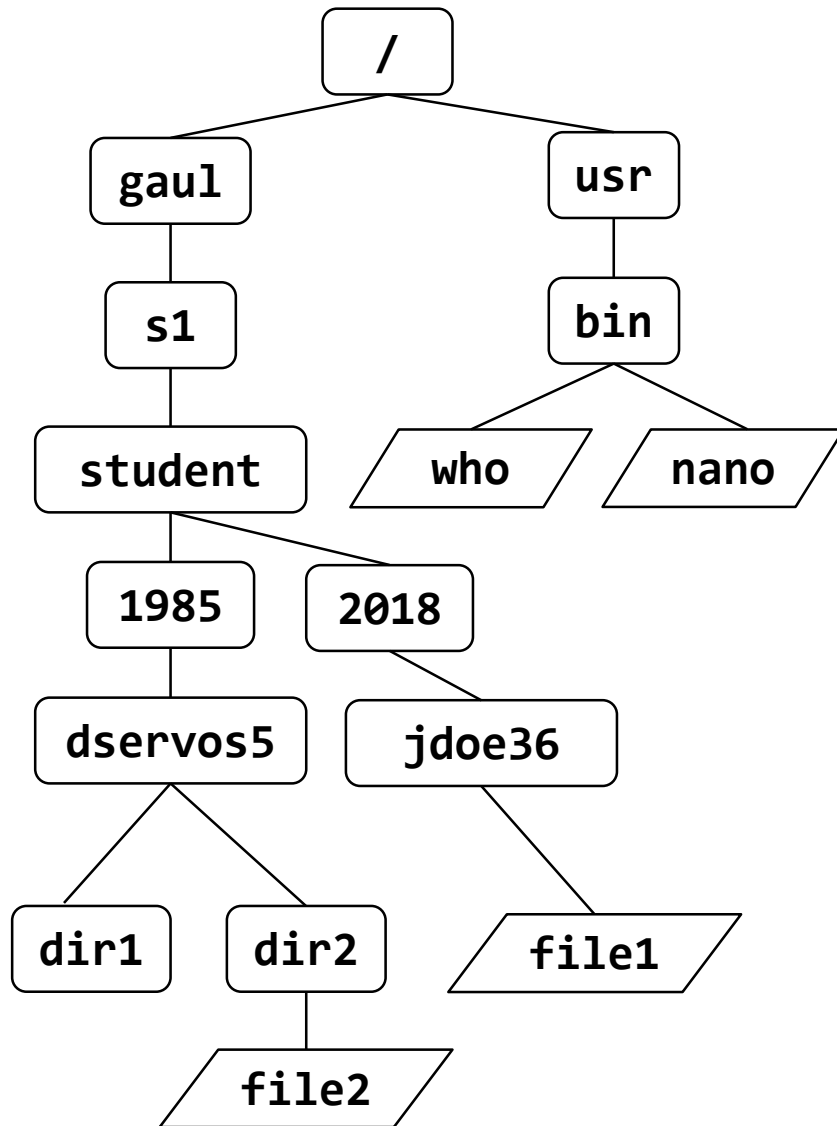 /
gaul
usr
s1
bin
student
who
nano
1985
2018
dservos5
jdoe36
dir1
dir2
file1
file2